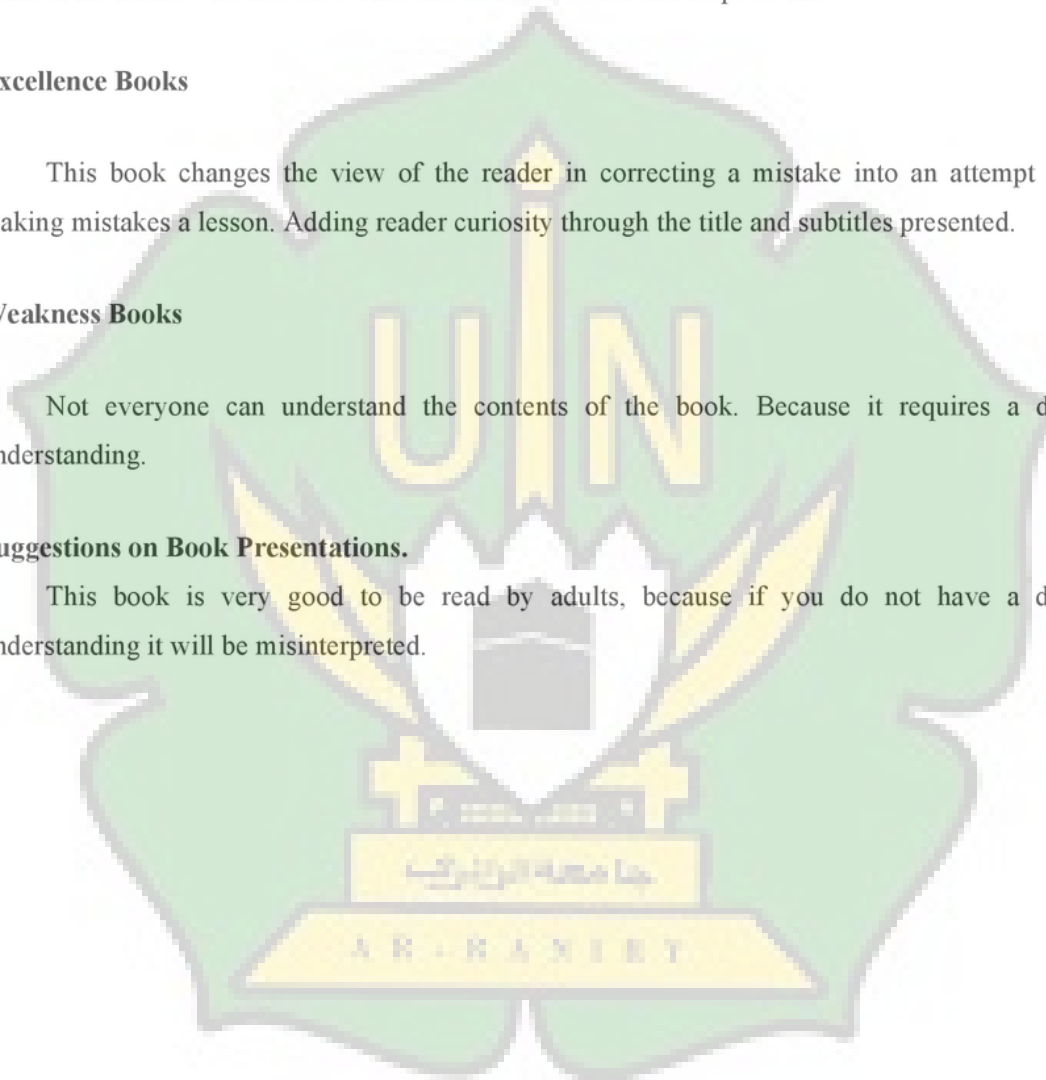 xcellence Books
This book changes the view of the reader in correcting a mistake into an attempt
aking mistakes a lesson. Adding reader curiosity through the title and subtitles presented.
Weakness Books
UIN
Not everyone can understand the contents of the book. Because it requires a d
nderstanding.
uggestions on Book Presentations.
This book is very good to be read by adults, because if you do not have a d
nderstanding it will be misinterpreted.
AR-RANIRY